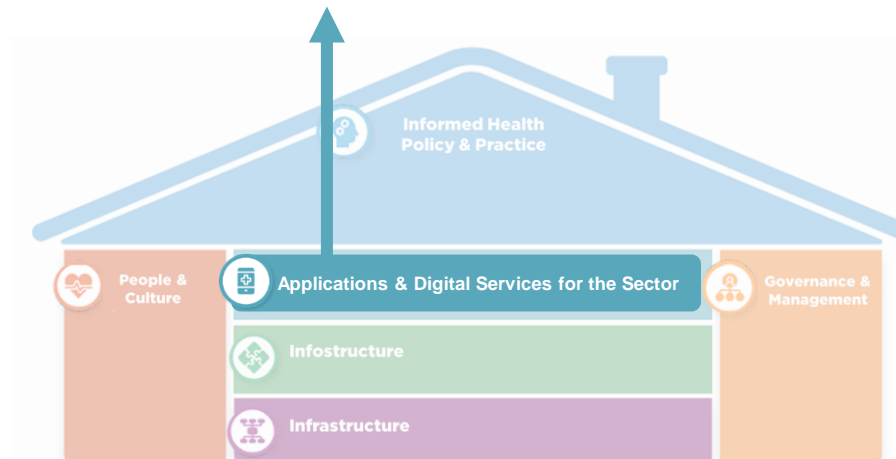 Informed Health
Policy & Practice
People &
Culture
Applications & Digital Services for the Sector
Governance &
Management
Infostructure
Infrastructure